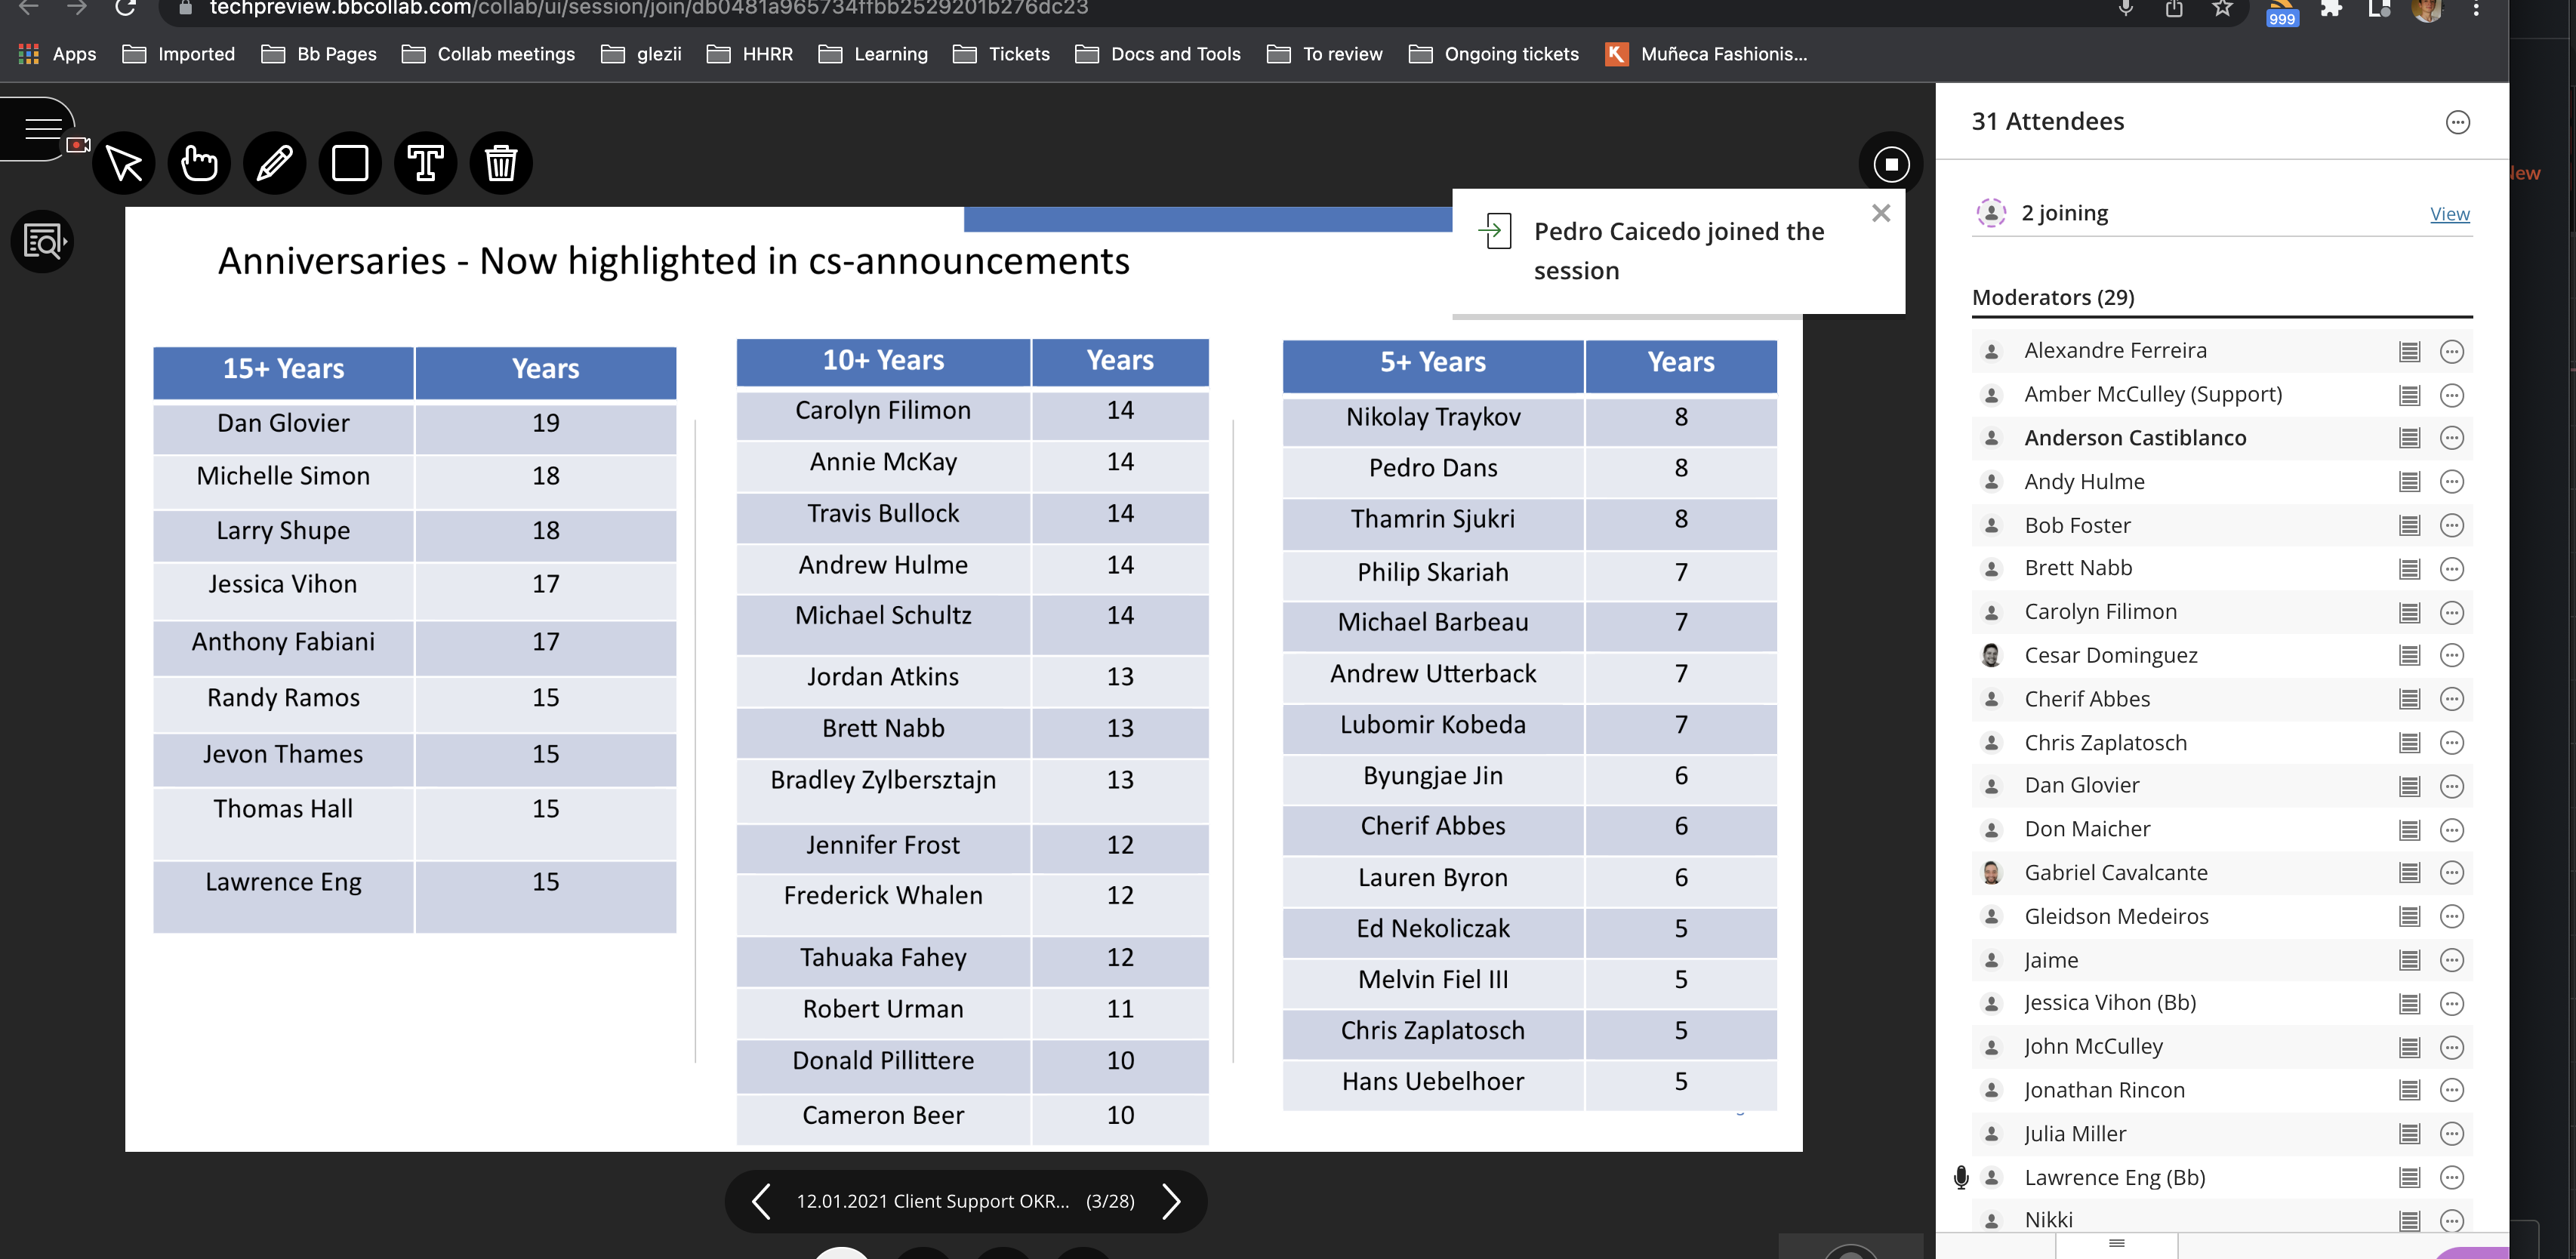 techpreview.bbcollab.com/collab/ui/session/join/db0481a965734ffbb2529201b276dc23
999
Apps Imported Bb Pages Collab meetings glezii HHRR Learning Tickets Docs and Tools To review Ongoing tickets K Muñeca Fashionis...
Anniversaries - Now highlighted in cs-announcements
Pedro Caicedo joined the
session
15+ Years Years
Dan Glovier 19
Michelle Simon 18
Larry Shupe 18
Jessica Vihon 17
Anthony Fabiani 17
Randy Ramos 15
Jevon Thames 15
Thomas Hall 15
Lawrence Eng 15
10+ Years Years
Carolyn Filimon 14
Annie McKay 14
Travis Bullock 14
Andrew Hulme 14
Michael Schultz 14
Jordan Atkins 13
Brett Nabb 13
Bradley Zylbersztajn 13
Jennifer Frost 12
Frederick Whalen 12
Tahuaka Fahey 12
Robert Urman 11
Donald Pillittere 10
Cameron Beer 10
5+ Years Years
Nikolay Traykov 8
Pedro Dans 8
Thamrin Sjukri 8
Philip Skariah 7
Michael Barbeau 7
Andrew Utterback 7
Lubomir Kobeda 7
Byungjae Jin 6
Cherif Abbes 6
Lauren Byron 6
Ed Nekoliczak 5
Melvin Fiel III 5
Chris Zaplatosch 5
Hans Uebelhoer 5
12.01.2021 Client Support OKR... (3/28)
31 Attendees
2 joining View
Moderators (29)
Alexandre Ferreira
Amber McCulley (Support)
Anderson Castiblanco
Andy Hulme
Bob Foster
Brett Nabb
Carolyn Filimon
Cesar Dominguez
Cherif Abbes
Chris Zaplatosch
Dan Glovier
Don Maicher
Gabriel Cavalcante
Gleidson Medeiros
Jaime
Jessica Vihon (Bb)
John McCulley
Jonathan Rincon
Julia Miller
Lawrence Eng (Bb)
Nikki